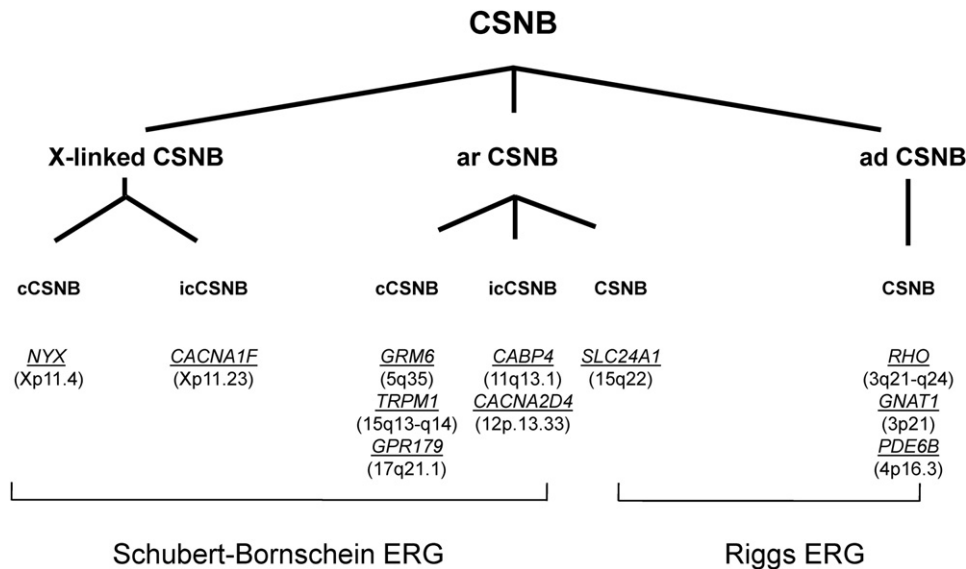 CSNB
X-linked CSNB ar CSNB ad CSNB
cCSNB icCSNB cCSNB icCSNB CSNB CSNB
NYX CACNA1F GRM6 CABP4 SLC24A1 RHO
(Xp11.4) (Xp11.23) (5q35) (11q13.1) (15q22) (3q21-q24)
TRPM1 CACNA2D4 GNAT1
(15q13-q14) (12p.13.33) (3p21)
GPR179 PDE6B
(17q21.1) (4p16.3)
Schubert-Bornschein ERG Riggs ERG